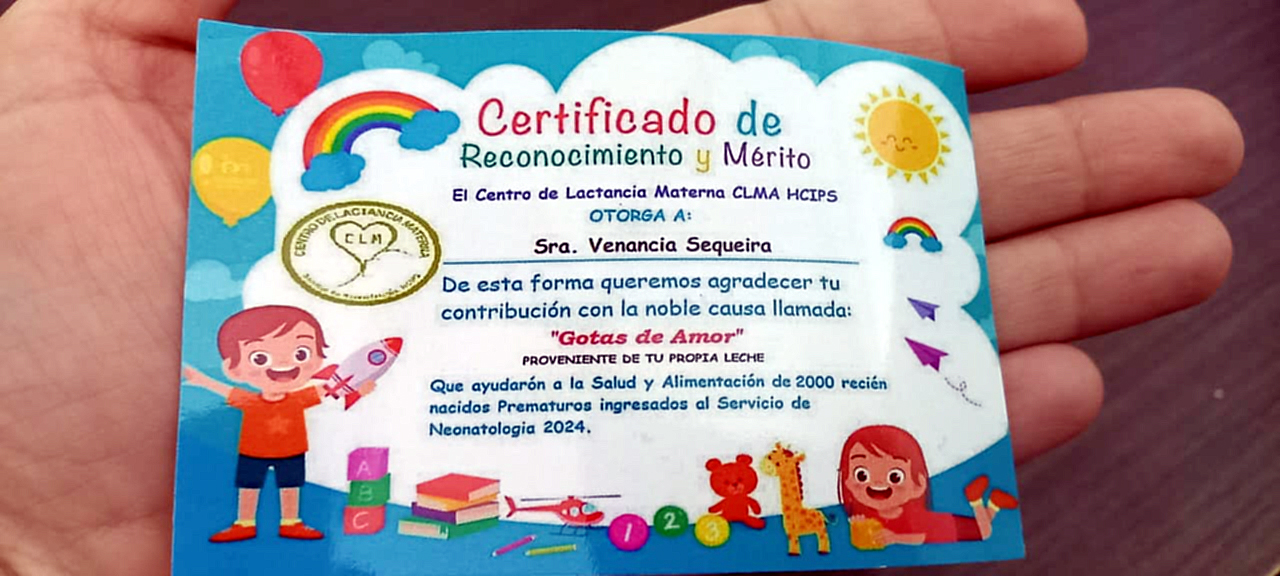 Certificado de
Reconocimiento y Mérito
El Centro de Lactancia Materna CLMA HCIPS
OTORGA A:
Sra. Venancia Sequeira
De esta forma queremos agradecer tu
contribución con la noble causa llamada:
"Gotas de Amor"
PROVENIENTE DE TU PROPIA LECHE
Que ayudarón a la Salud y Alimentación de 2000 recién
nacidos Prematuros ingresados al Servicio de
Neonatologia 2024.
CENTRO DE LACTANCIA MATERNA
CLM
A
B
C
1 2 3